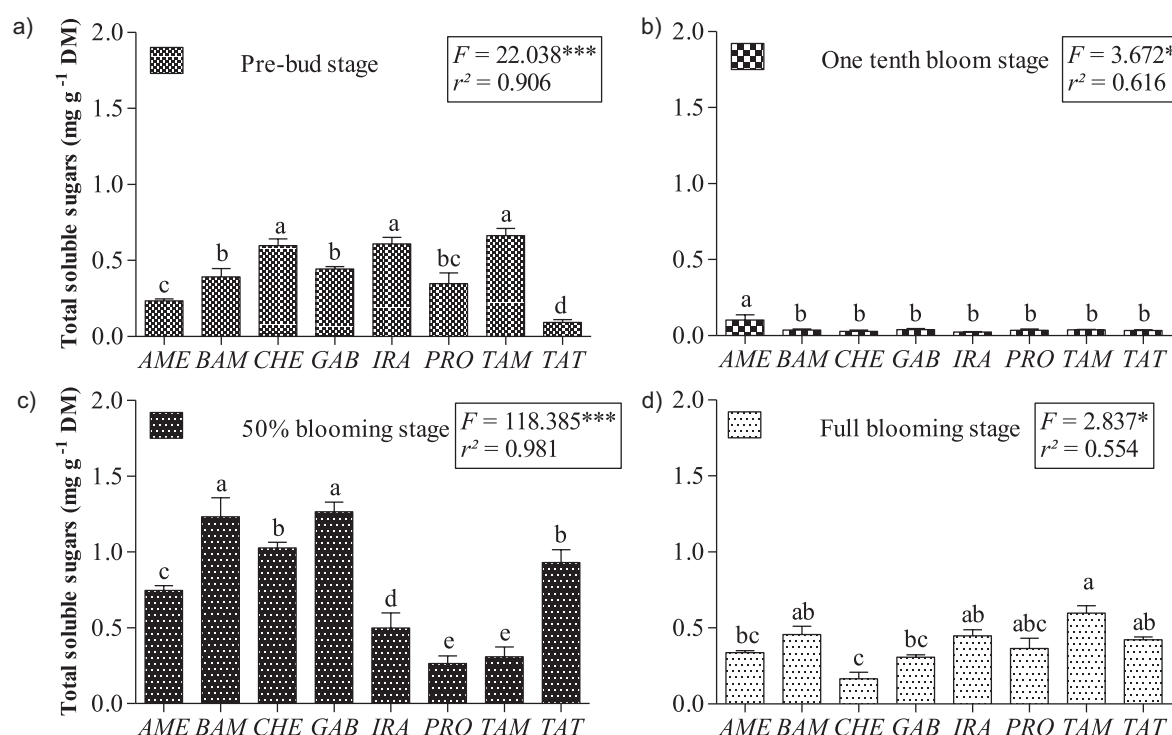 a)
Total soluble sugars (mg g⁻¹ DM)
2.0
1.5
1.0
0.5
0.0
Pre-bud stage
F = 22.038***
r² = 0.906
c
b
a
b
a
bc
a
d
AME BAM CHE GAB IRA PRO TAM TAT
b)
2.0
1.5
1.0
0.5
0.0
One tenth bloom stage
F = 3.672*
r² = 0.616
a
b
b
b
b
b
b
b
AME BAM CHE GAB IRA PRO TAM TAT
c)
Total soluble sugars (mg g⁻¹ DM)
2.0
1.5
1.0
0.5
0.0
50% blooming stage
F = 118.385***
r² = 0.981
c
a
b
a
d
e
e
b
AME BAM CHE GAB IRA PRO TAM TAT
d)
2.0
1.5
1.0
0.5
0.0
Full blooming stage
F = 2.837*
r² = 0.554
bc
ab
c
bc
ab
abc
a
ab
AME BAM CHE GAB IRA PRO TAM TAT